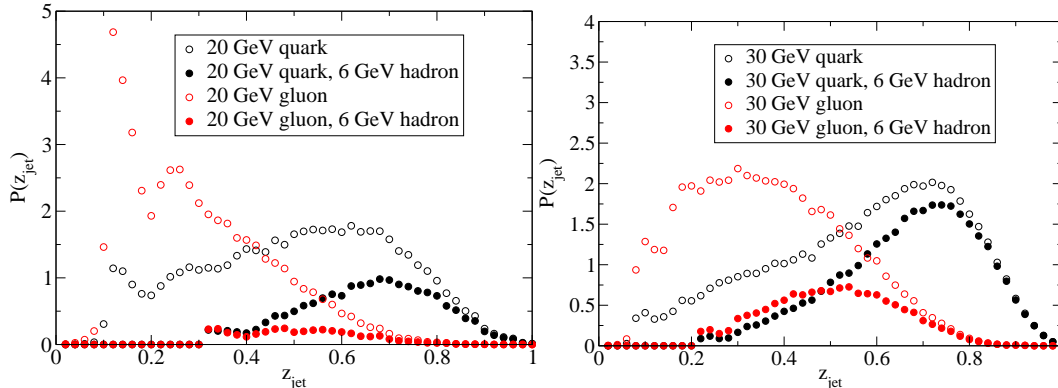 5
4
3
2
1
0
P(z_jet)
20 GeV quark
20 GeV quark, 6 GeV hadron
20 GeV gluon
20 GeV gluon, 6 GeV hadron
0 0.2 0.4 0.6 0.8 1
z_jet
4
3.5
3
2.5
2
1.5
1
0.5
0
P(z_jet)
30 GeV quark
30 GeV quark, 6 GeV hadron
30 GeV gluon
30 GeV gluon, 6 GeV hadron
0 0.2 0.4 0.6 0.8
z_jet